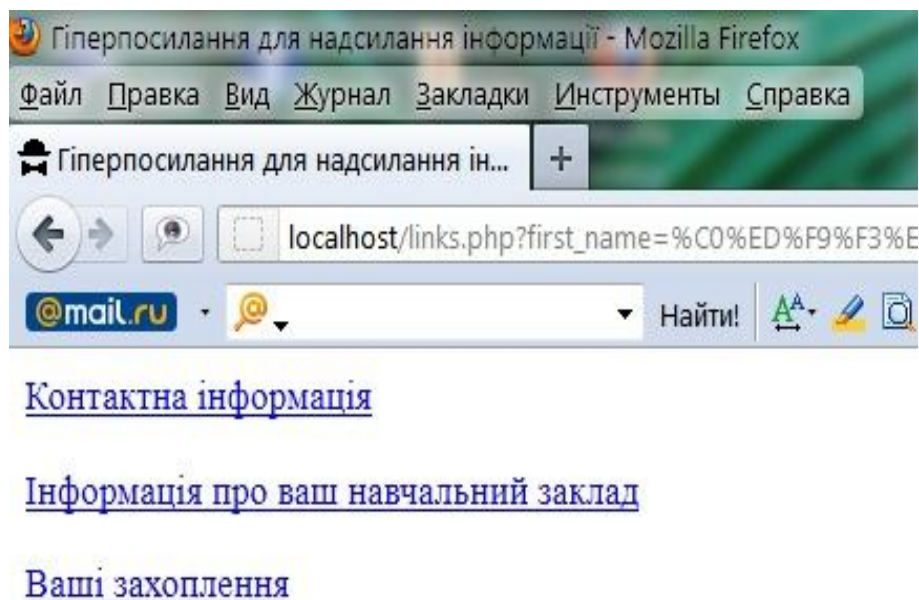 Гіперпосилання для надсилання інформації - Mozilla Firefox
Файл Правка Вид Журнал Закладки Инструменты Справка
Гіперпосилання для надсилання ін... +
localhost/links.php?first_name=%C0%ED%F9%F3%E
@mail.ru Найти! AA
Контактна інформація
Інформація про ваш навчальний заклад
Ваші захоплення